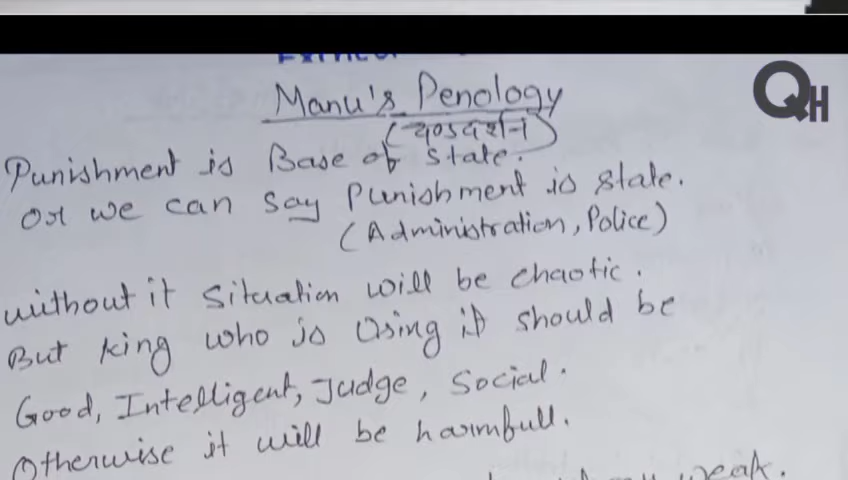 QH
Manu's Penology
(दण्डदर्शन)
Punishment is Base of state.
Or we can say Punishment is state.
(Administration, Police)
without it situation will be chaotic.
But king who is Using it should be
Good, Intelligent, Judge, Social.
Otherwise it will be harmfull.
weak.